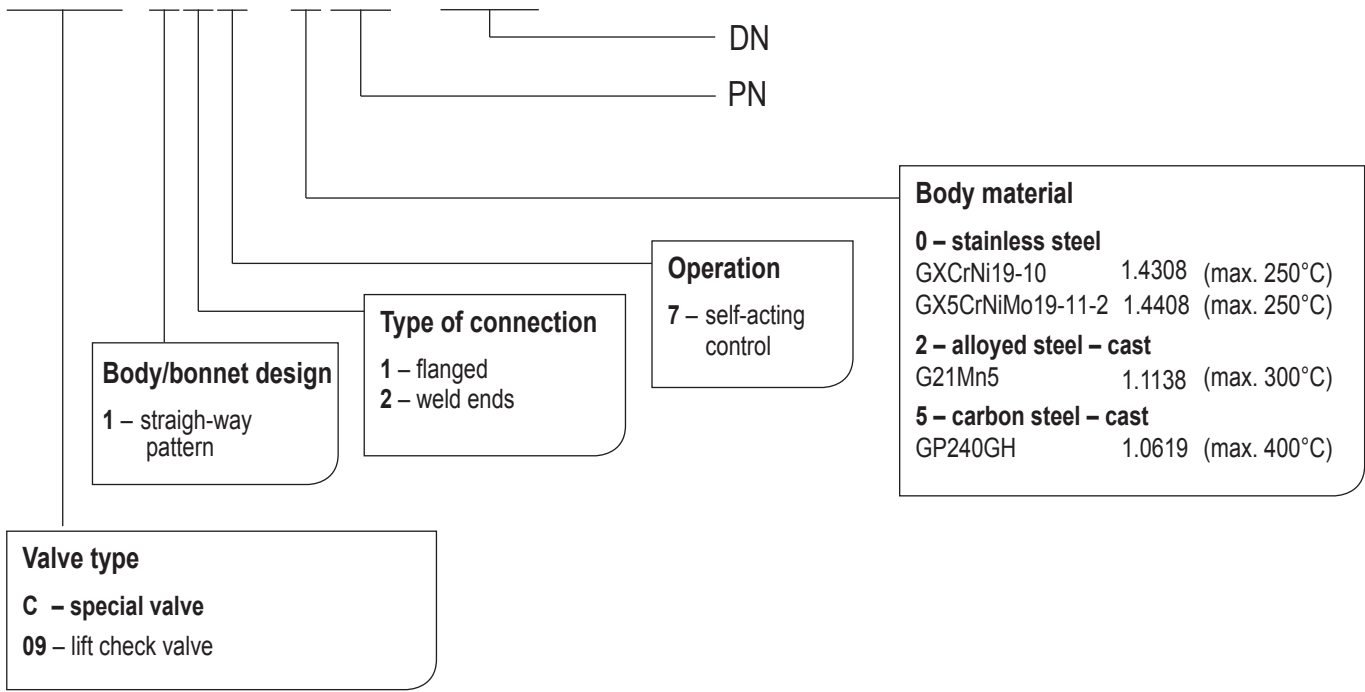 DN
PN
Body material
0 – stainless steel
GXCrNi19-10 1.4308 (max. 250°C)
GX5CrNiMo19-11-2 1.4408 (max. 250°C)
2 – alloyed steel – cast
G21Mn5 1.1138 (max. 300°C)
5 – carbon steel – cast
GP240GH 1.0619 (max. 400°C)
Operation
7 – self-acting
control
Type of connection
1 – flanged
2 – weld ends
Body/bonnet design
1 – straigh-way
pattern
Valve type
C – special valve
09 – lift check valve